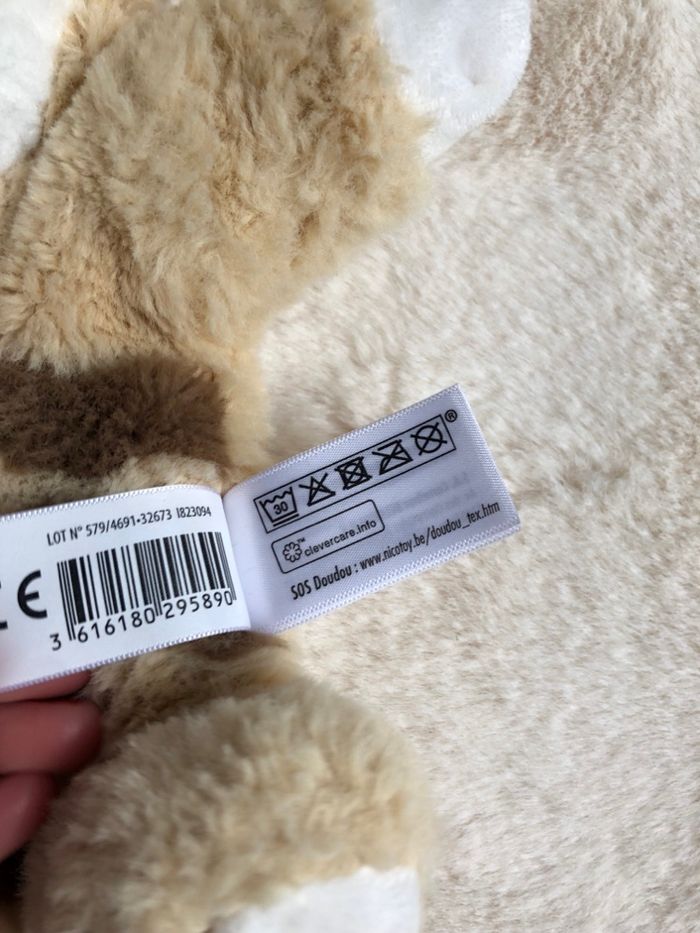 LOT N° 579/4691-32673 I823094
CE
3 616180 295890
30
®
clevercare.info
SOS Doudou : www.nicotoy.be/doudou_tex.htm